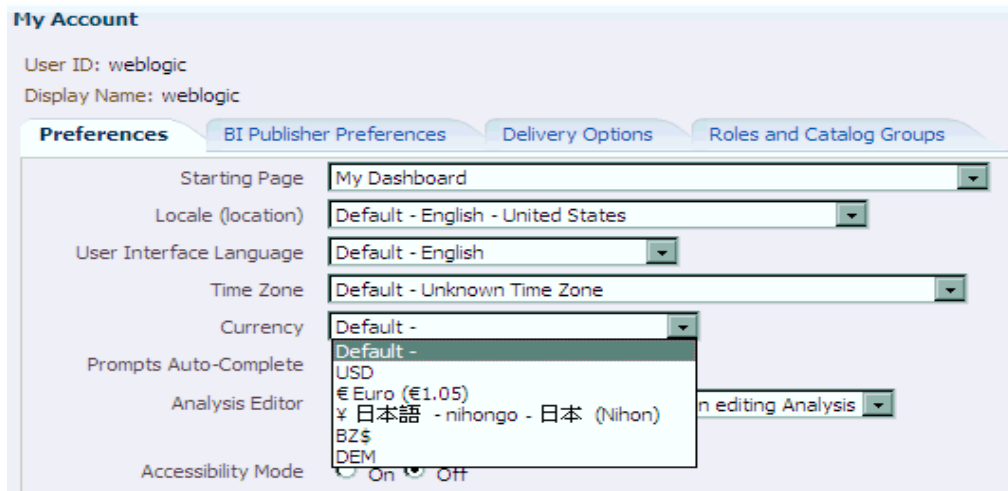 My Account
User ID: weblogic
Display Name: weblogic
Preferences BI Publisher Preferences Delivery Options Roles and Catalog Groups
Starting Page My Dashboard
Locale (location) Default - English - United States
User Interface Language Default - English
Time Zone Default - Unknown Time Zone
Currency Default -
Default -
Prompts Auto-Complete
USD
€ Euro (€1.05)
Analysis Editor n editing Analysis
¥ 日本語 - nihongo - 日本 (Nihon)
BZ$
DEM
Accessibility Mode On Off